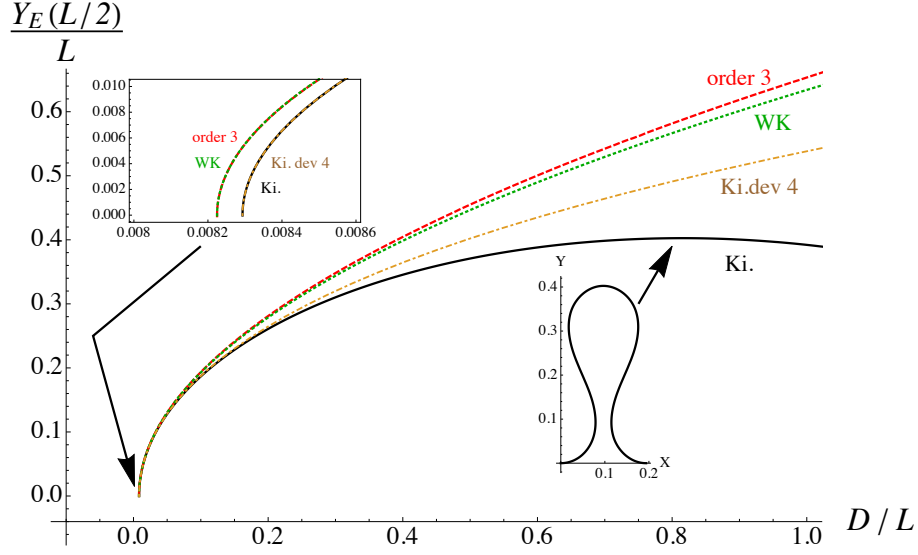 Y_E(L/2)
L
0.6
0.5
0.4
0.3
0.2
0.1
0.0
0.0
0.2
0.4
0.6
0.8
1.0
D / L
order 3
WK
Ki.dev 4
Ki.
0.010
0.008
0.006
0.004
0.002
0.000
0.008
0.0082
0.0084
0.0086
order 3
WK
Ki. dev 4
Ki.
Y
0.4
0.3
0.2
0.1
0.1
0.2
X